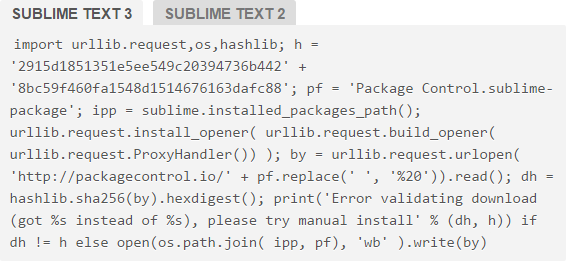 SUBLIME TEXT 3 SUBLIME TEXT 2
import urllib.request,os,hashlib; h =
'2915d1851351e5ee549c20394736b442' +
'8bc59f460fa1548d1514676163dafc88'; pf = 'Package Control.sublime-
package'; ipp = sublime.installed_packages_path();
urllib.request.install_opener( urllib.request.build_opener(
urllib.request.ProxyHandler()) ); by = urllib.request.urlopen(
'http://packagecontrol.io/' + pf.replace(' ', '%20')).read(); dh =
hashlib.sha256(by).hexdigest(); print('Error validating download
(got %s instead of %s), please try manual install' % (dh, h)) if
dh != h else open(os.path.join( ipp, pf), 'wb' ).write(by)